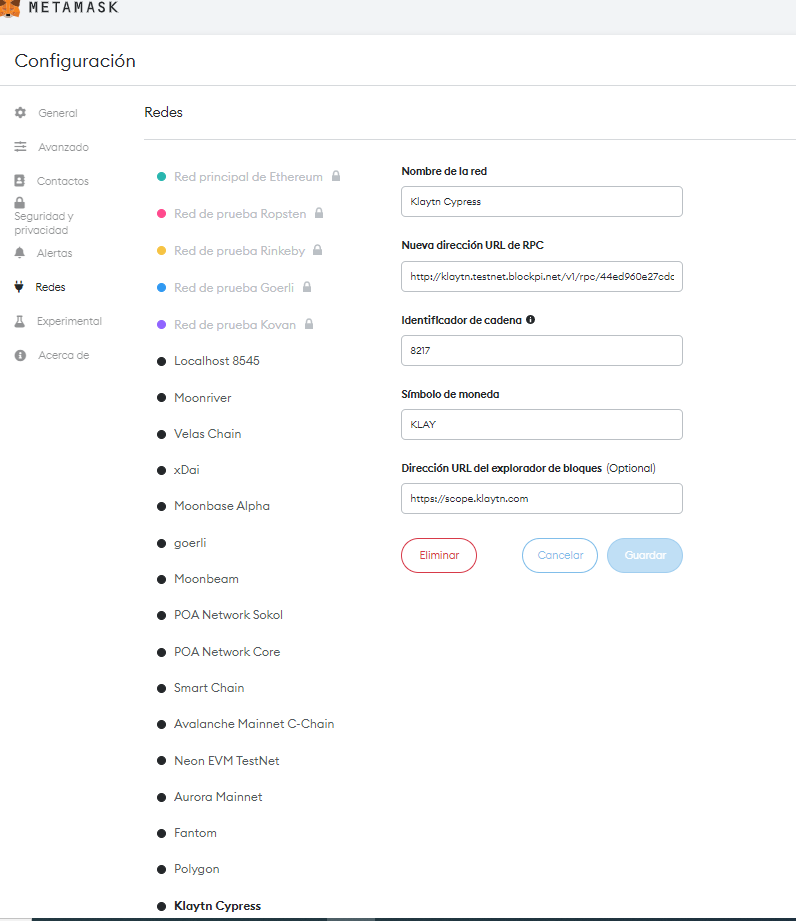 METAMASK
Configuración
General
Avanzado
Contactos
Seguridad y
privacidad
Alertas
Redes
Experimental
Acerca de
Redes
Red principal de Ethereum
Red de prueba Ropsten
Red de prueba Rinkeby
Red de prueba Goerli
Red de prueba Kovan
Localhost 8545
Moonriver
Velas Chain
xDai
Moonbase Alpha
goerli
Moonbeam
POA Network Sokol
POA Network Core
Smart Chain
Avalanche Mainnet C-Chain
Neon EVM TestNet
Aurora Mainnet
Fantom
Polygon
Klaytn Cypress
Nombre de la red
Klaytn Cypress
Nueva dirección URL de RPC
http://klaytn.testnet.blockpi.net/v1/rpc/44ed960e27cdc
Identificador de cadena
8217
Símbolo de moneda
KLAY
Dirección URL del explorador de bloques (Optional)
https://scope.klaytn.com
Eliminar
Cancelar
Guardar